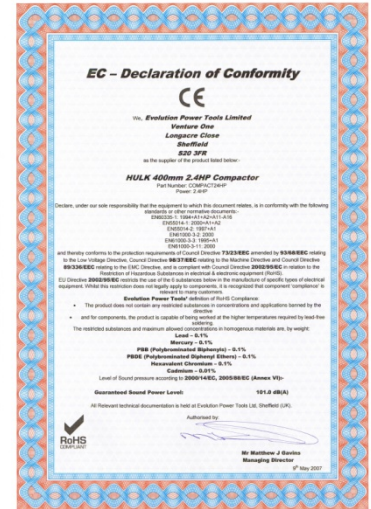 EC – Declaration of Conformity
CE
We, Evolution Power Tools Limited
Venture One
Longacre Close
Sheffield
S20 3FR
as the supplier of the product listed below:-
HULK 400mm 2.4HP Compactor
Part Number: COMPACT24HP
Power: 2.4HP
Declare, under our sole responsibility that the equipment to which this document relates, is in conformity with the following
standards or other normative documents:-
EN60335-1: 1994+A1+A2+A11-A16
EN55014-1: 2000+A1+A2
EN55014-2: 1997+A1
EN61000-3-2: 2000
EN61000-3-3: 1995+A1
EN61000-3-11: 2000
and hereby conforms to the protection requirements of Council Directive 73/23/EEC amended by 93/68/EEC relating
to the Low Voltage Directive, Council Directive 98/37/EEC relating to the Machine Directive and Council Directive
89/336/EEC relating to the EMC Directive, and is compliant with Council Directive 2002/95/EC in relation to the
Restriction of Hazardous Substances in electrical & electronic equipment (RoHS).
EU Directive 2002/95/EC restricts the use of the 6 substances below in the manufacture of specific types of electrical
equipment. Whilst this restriction does not legally apply to components, it is recognized that component 'compliance' is
relevant to many customers.
Evolution Power Tools' definition of RoHS Compliance:
• The product does not contain any restricted substances in concentrations and applications banned by the
directive
• and for components, the product is capable of being worked at the higher temperatures required by lead-free
soldering.
The restricted substances and maximum allowed concentrations in homogenous materials are, by weight:
Lead – 0.1%
Mercury – 0.1%
PBB (Polybrominated Biphenyls) – 0.1%
PBDE (Polybrominated Diphenyl Ethers) – 0.1%
Hexavalent Chromium – 0.1%
Cadmium – 0.01%
Level of Sound pressure according to 2000/14/EC, 2005/88/EC (Annex VI):-
Guaranteed Sound Power Level: 101.0 dB(A)
All Relevant technical documentation is held at Evolution Power Tools Ltd, Sheffield (UK).
Authorised by:
RoHS
COMPLIANT
Mr Matthew J Gavins
Managing Director
8th May 2007